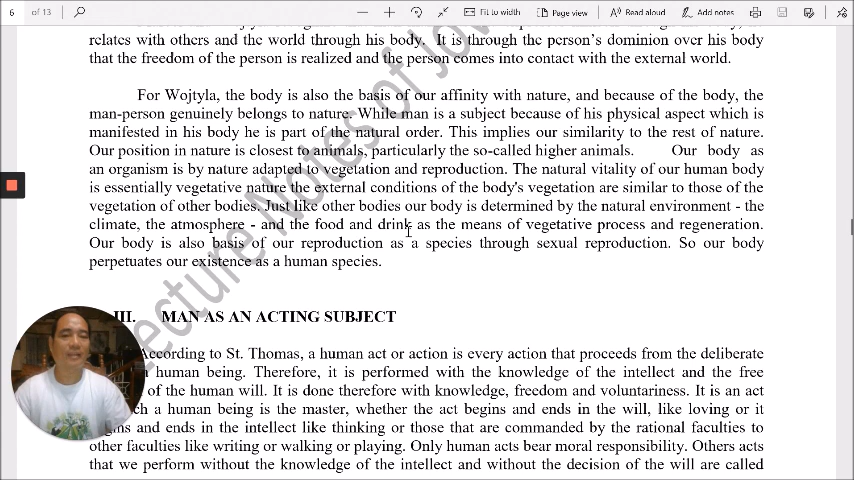 6 of 13
Fit to width
Page view
Read aloud
Add notes
relates with others and the world through his body. It is through the person's dominion over his body
that the freedom of the person is realized and the person comes into contact with the external world.
For Wojtyla, the body is also the basis of our affinity with nature, and because of the body, the
man-person genuinely belongs to nature. While man is a subject because of his physical aspect which is
manifested in his body he is part of the natural order. This implies our similarity to the rest of nature.
Our position in nature is closest to animals, particularly the so-called higher animals. Our body as
an organism is by nature adapted to vegetation and reproduction. The natural vitality of our human body
is essentially vegetative nature the external conditions of the body's vegetation are similar to those of the
vegetation of other bodies. Just like other bodies our body is determined by the natural environment - the
climate, the atmosphere - and the food and drink as the means of vegetative process and regeneration.
Our body is also basis of our reproduction as a species through sexual reproduction. So our body
perpetuates our existence as a human species.
III. MAN AS AN ACTING SUBJECT
According to St. Thomas, a human act or action is every action that proceeds from the deliberate
human being. Therefore, it is performed with the knowledge of the intellect and the free
of the human will. It is done therefore with knowledge, freedom and voluntariness. It is an act
a human being is the master, whether the act begins and ends in the will, like loving or it
and ends in the intellect like thinking or those that are commanded by the rational faculties to
other faculties like writing or walking or playing. Only human acts bear moral responsibility. Others acts
that we perform without the knowledge of the intellect and without the decision of the will are called
Lecture Notes of